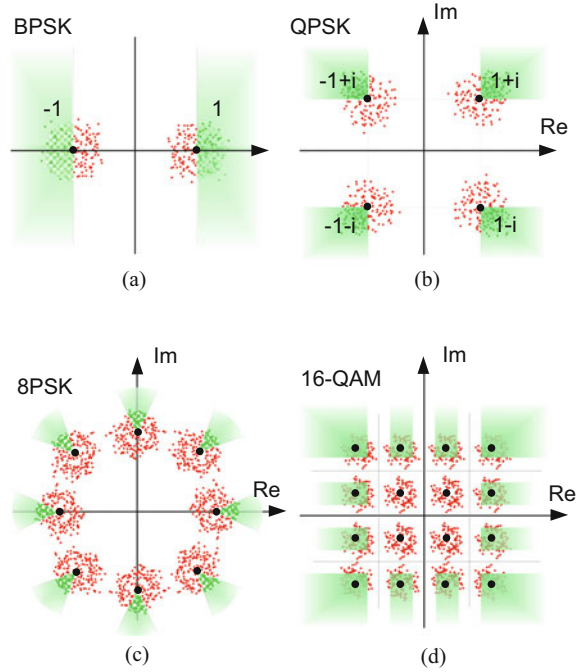 BPSK
-1
1
(a)
QPSK
Im
-1+i
1+i
Re
-1-i
1-i
(b)
8PSK
Im
Re
(c)
16-QAM
Im
Re
(d)